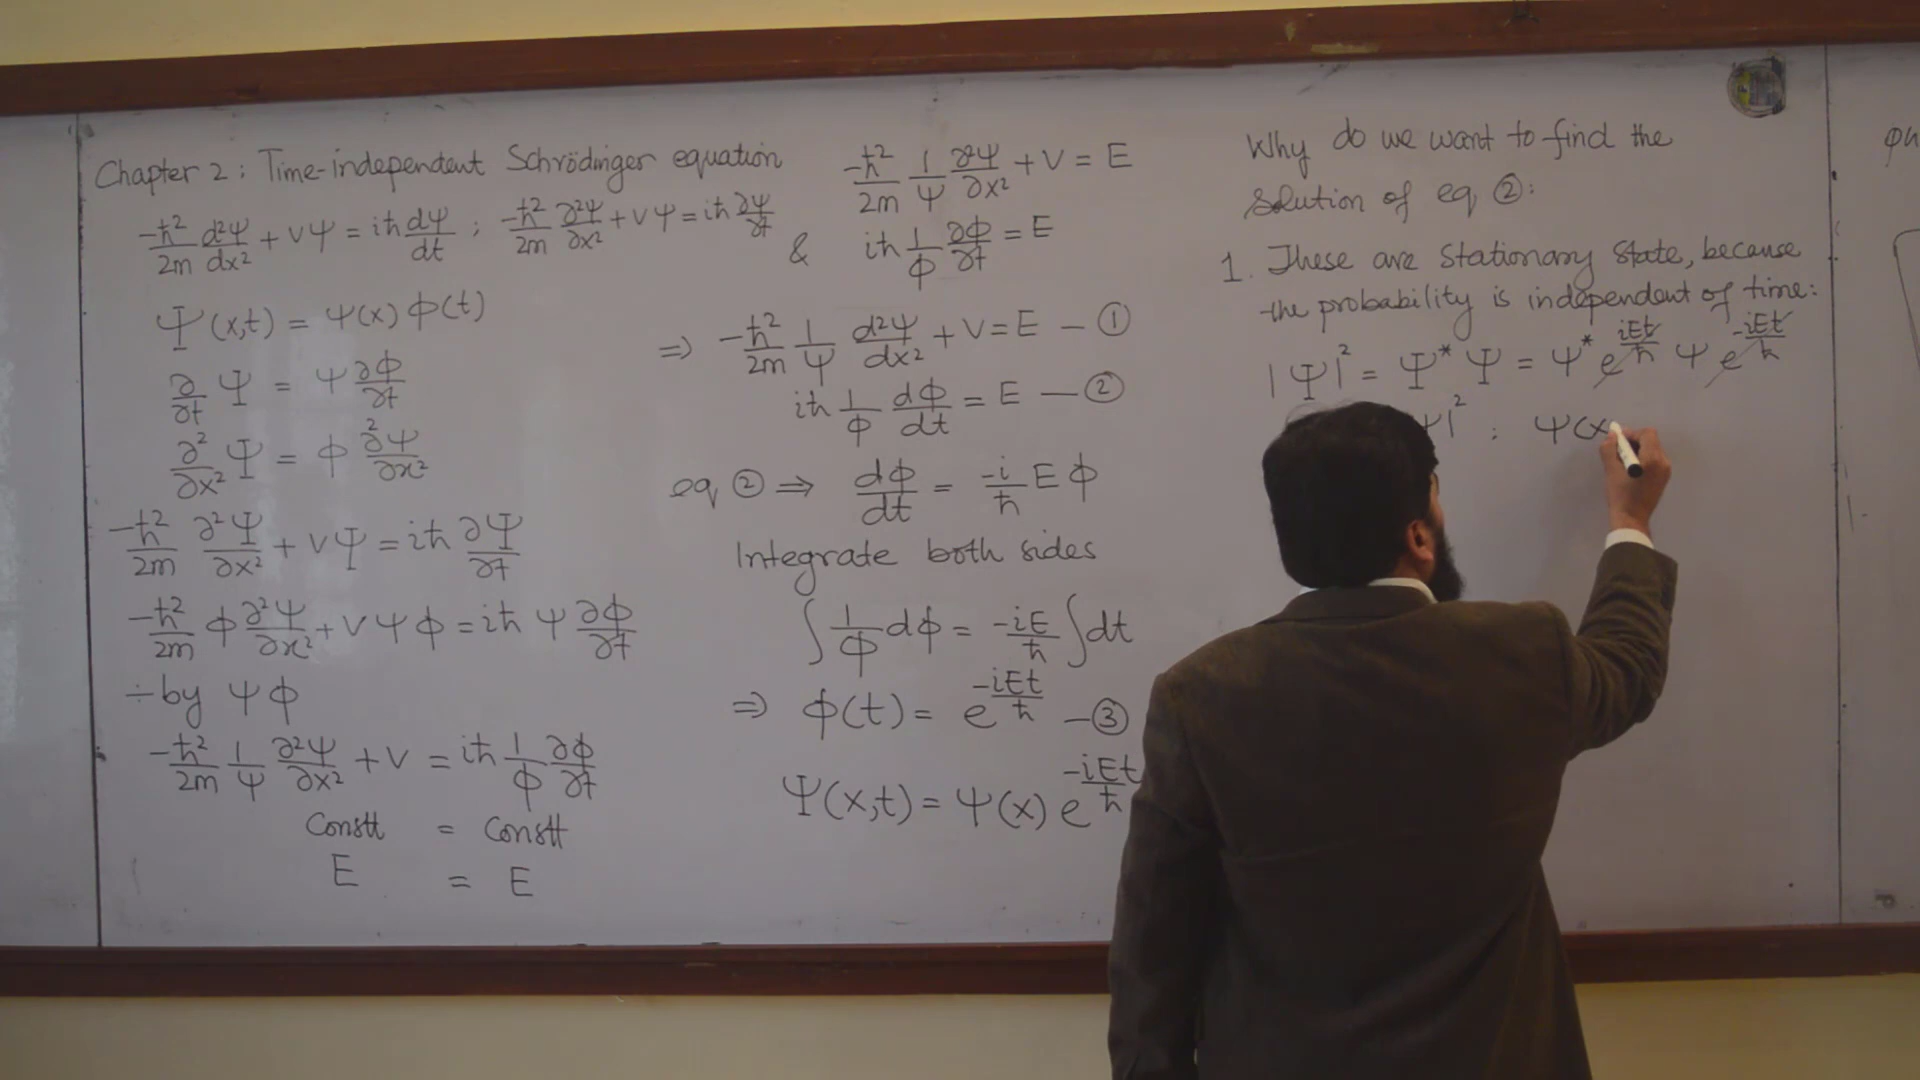 Chapter 2: Time-independent Schrödinger equation
-ħ²/2m d²ψ/dx² + Vψ = iħ dψ/dt ; -ħ²/2m ∂²ψ/∂x² + Vψ = iħ ∂ψ/∂t
Ψ(x,t) = ψ(x) Φ(t)
∂/∂t Ψ = ψ ∂Φ/∂t
∂²/∂x² Ψ = Φ ∂²ψ/∂x²
-ħ²/2m ∂²Ψ/∂x² + VΨ = iħ ∂Ψ/∂t
-ħ²/2m Φ ∂²ψ/∂x² + VψΦ = iħ ψ ∂Φ/∂t
÷ by ψΦ
-ħ²/2m 1/ψ ∂²ψ/∂x² + V = iħ 1/Φ ∂Φ/∂t
Constt = Constt
E = E
-ħ²/2m 1/ψ ∂²ψ/∂x² + V = E
& iħ 1/Φ ∂Φ/∂t = E
⇒ -ħ²/2m 1/ψ d²ψ/dx² + V = E — ①
iħ 1/Φ dΦ/dt = E — ②
eq ② ⇒ dΦ/dt = -i/ħ E Φ
Integrate both sides
∫ 1/Φ dΦ = -iE/ħ ∫ dt
⇒ Φ(t) = e^(-iEt/ħ) — ③
Ψ(x,t) = ψ(x) e^(-iEt/ħ)
Why do we want to find the
Solution of eq ②:
1. These are Stationary State, because
the probability is independent of time:
|Ψ|² = Ψ* Ψ = ψ* e^(iEt/ħ) ψ e^(-iEt/ħ)
ψ|² ; ψ(x